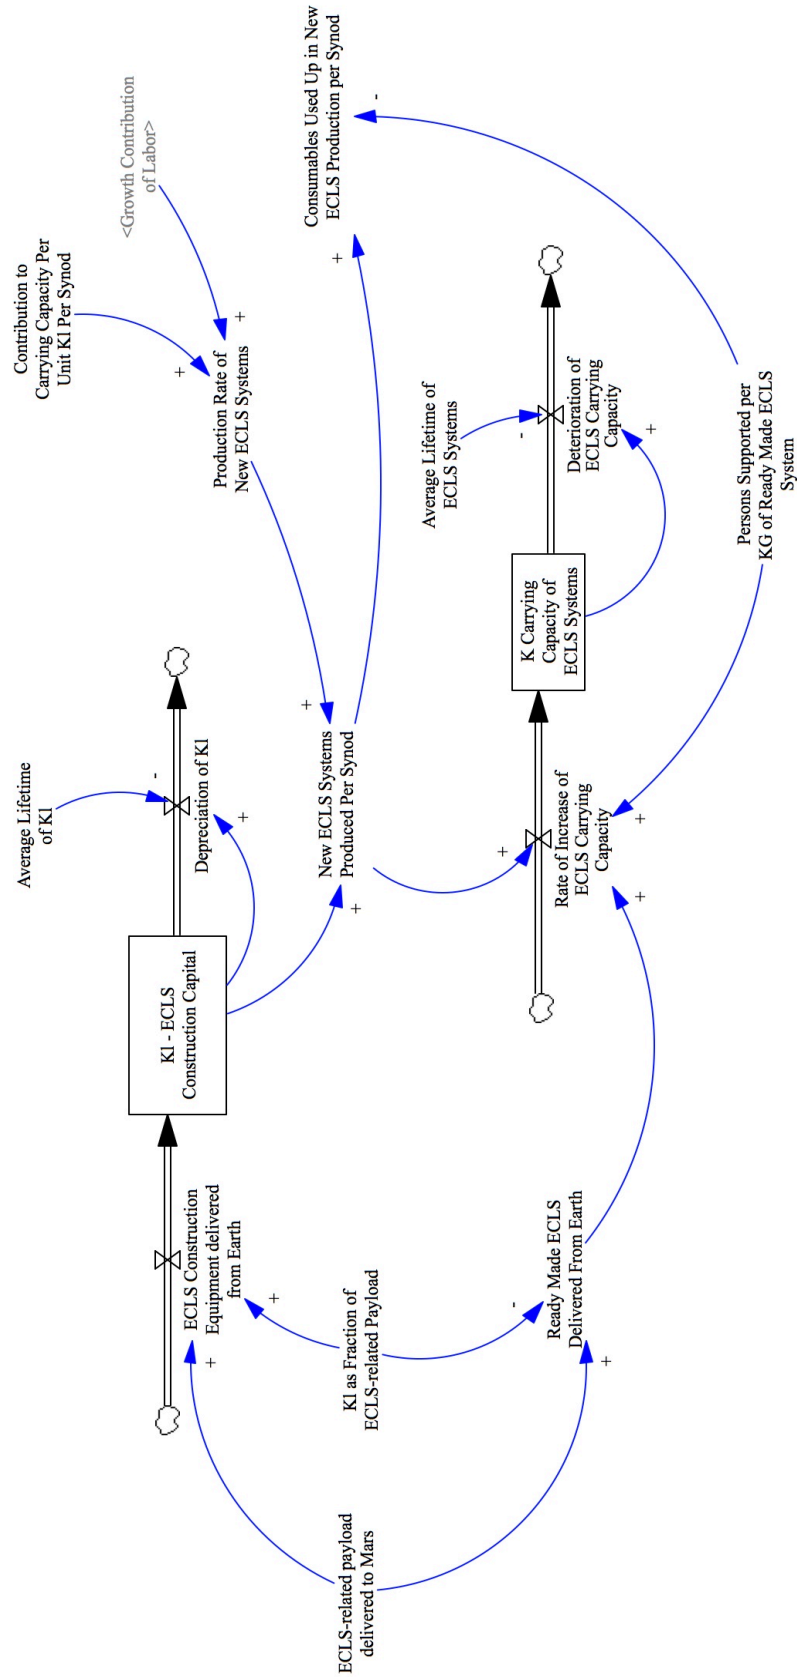 Contribution to
Carrying Capacity Per
Unit Kl Per Synod
<Growth Contribution
of Labor>
+
+
Production Rate of
New ECLS Systems
Consumables Used Up in New
ECLS Production per Synod
-
+
Average Lifetime
of Kl
-
Depreciation of Kl
+
Kl - ECLS
Construction Capital
ECLS Construction
Equipment delivered
from Earth
+
+
New ECLS Systems
Produced Per Synod
+
+
Average Lifetime of
ECLS Systems
-
Deterioration of
ECLS Carrying
Capacity
+
K Carrying
Capacity of
ECLS Systems
Rate of Increase of
ECLS Carrying
Capacity
+
+
+
Kl as Fraction of
ECLS-related Payload
Ready Made ECLS
Delivered From Earth
-
+
ECLS-related payload
delivered to Mars
Persons Supported per
KG of Ready Made ECLS
System